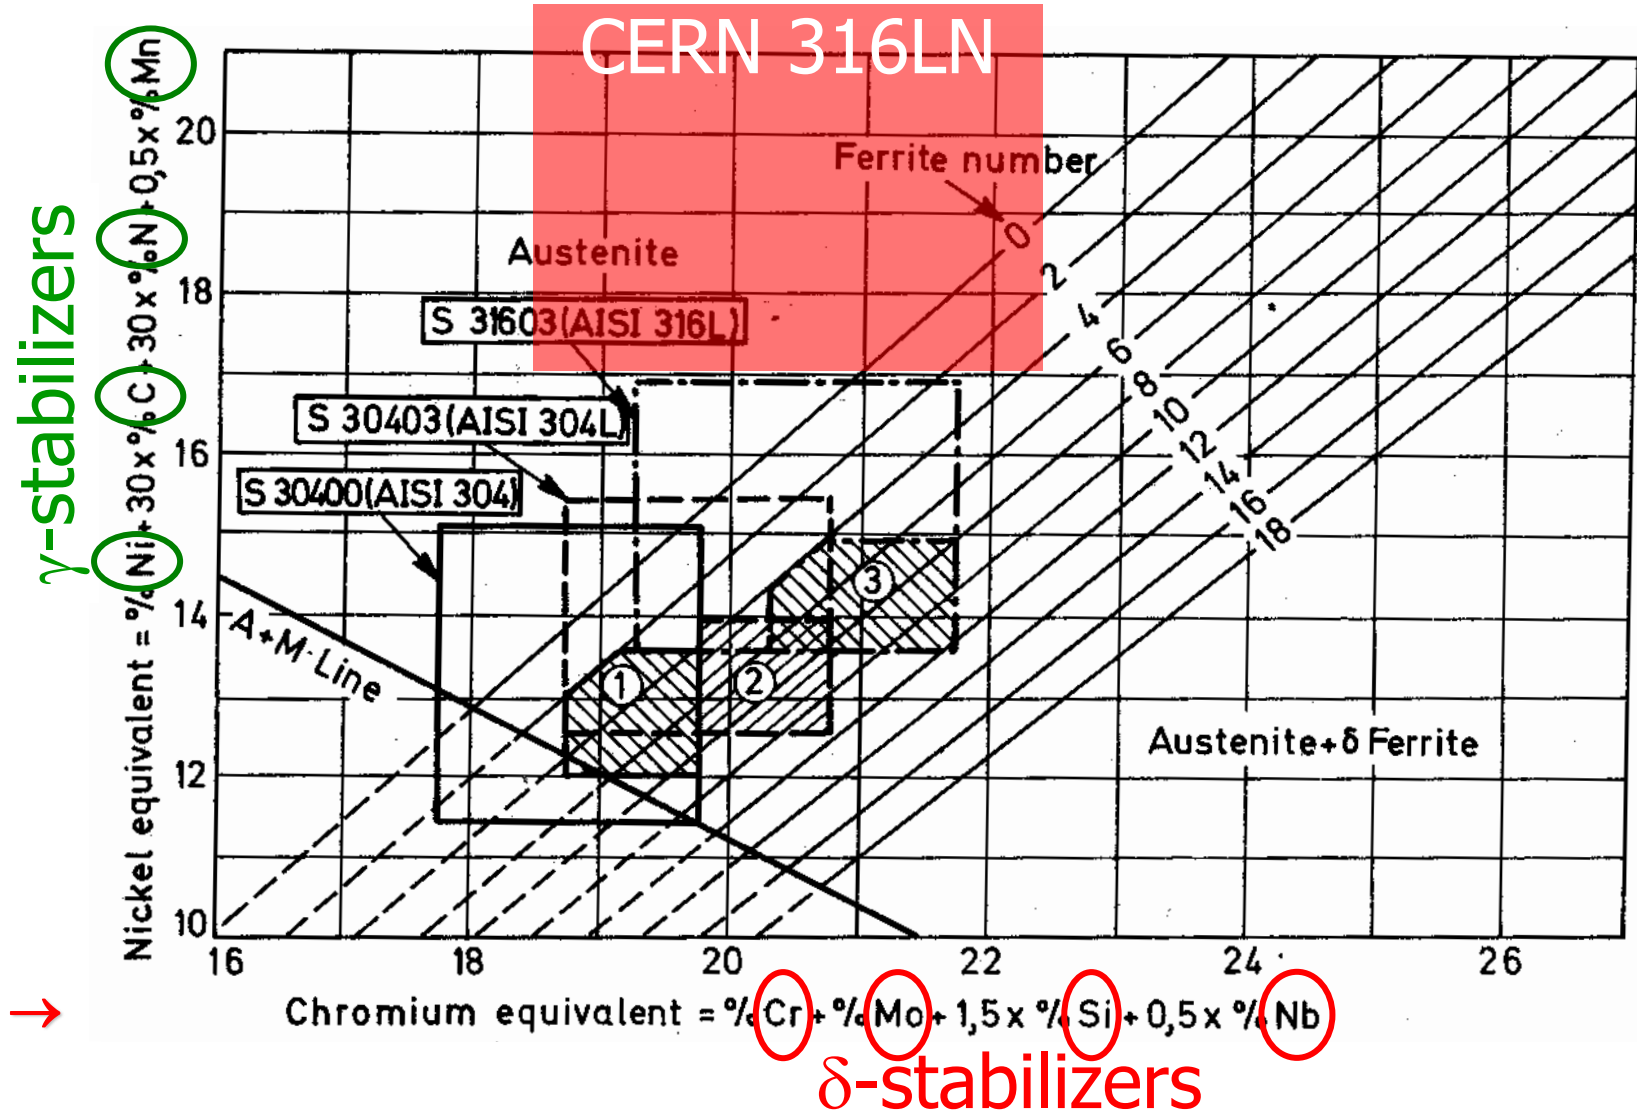 CERN 316LN
Nickel equivalent = % Ni + 30 x % C + 30 x % N + 0,5 x % Mn
γ-stabilizers
20
18
16
14
12
10
Ferrite number
0
2
4
6
8
10
12
14
16
18
Austenite
S 31603 (AISI 316L)
S 30403 (AISI 304L)
S 30400 (AISI 304)
A+M-Line
1
2
3
Austenite+δ Ferrite
16
18
20
22
24
26
→
Chromium equivalent = % Cr + % Mo + 1,5 x % Si + 0,5 x % Nb
δ-stabilizers